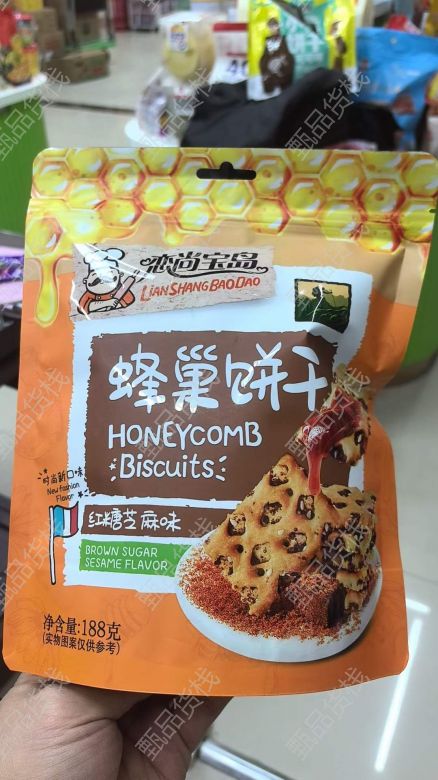 恋尚宝岛
LIANSHANGBAODAO
蜂巢饼干
HONEYCOMB
Biscuits
时尚新口味
New fashion
Flavor
红糖芝麻味
BROWN SUGAR
SESAME FLAVOR
净含量:188克
(实物图案仅供参考)
甄品货栈